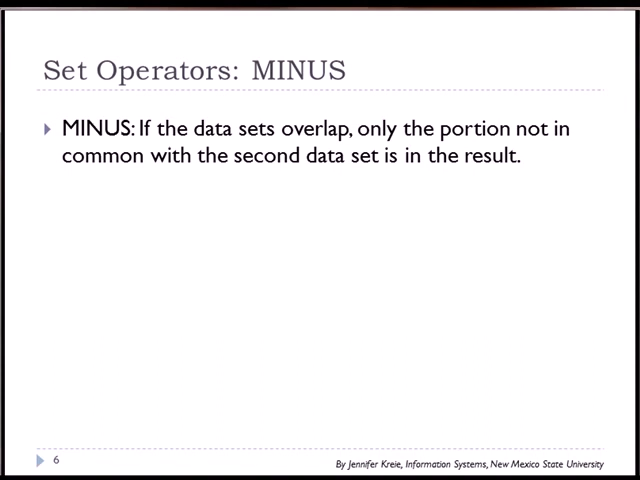 Set Operators: MINUS
MINUS: If the data sets overlap, only the portion not in
common with the second data set is in the result.
6
By Jennifer Kreie, Information Systems, New Mexico State University